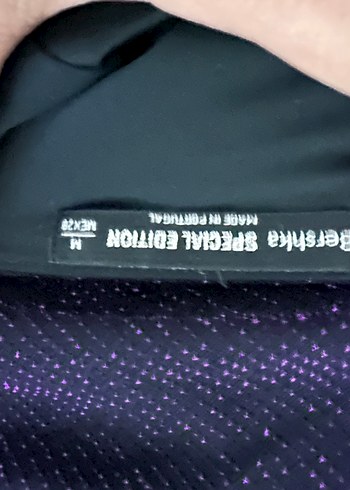 Bershka SPECIAL EDITION
MADE IN PORTUGAL
M
MEX28